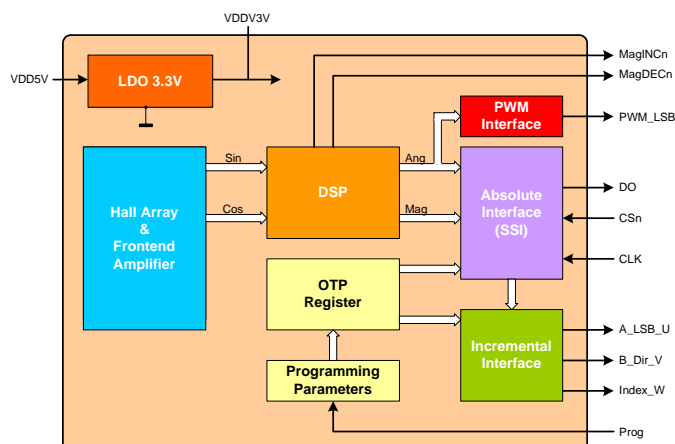 VDDV3V
VDD5V
LDO 3.3V
MagINCn
MagDECn
PWM
Interface
PWM_LSB
Sin
Ang
Hall Array
&
Frontend
Amplifier
Cos
DSP
Mag
Absolute
Interface
(SSI)
DO
CSn
CLK
OTP
Register
Programming
Parameters
Incremental
Interface
A_LSB_U
B_Dir_V
Index_W
Prog